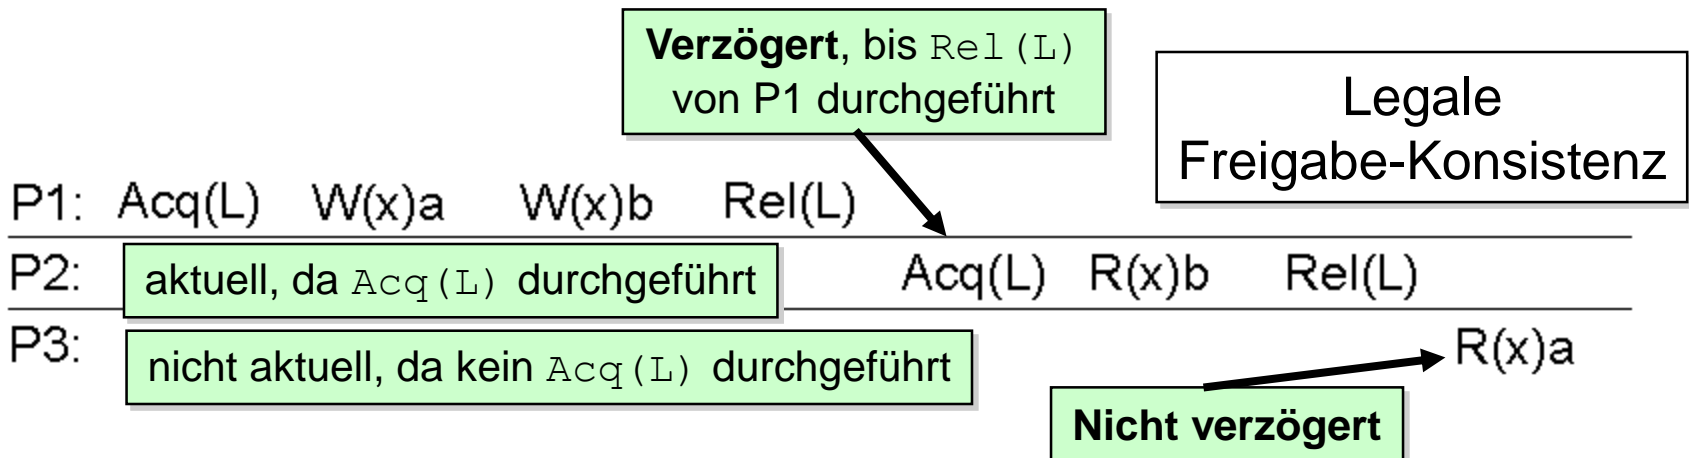 Verzögert, bis Rel(L)
von P1 durchgeführt
Legale
Freigabe-Konsistenz
P1: Acq(L) W(x)a W(x)b Rel(L)
P2: aktuell, da Acq(L) durchgeführt Acq(L) R(x)b Rel(L)
P3: nicht aktuell, da kein Acq(L) durchgeführt R(x)a
Nicht verzögert